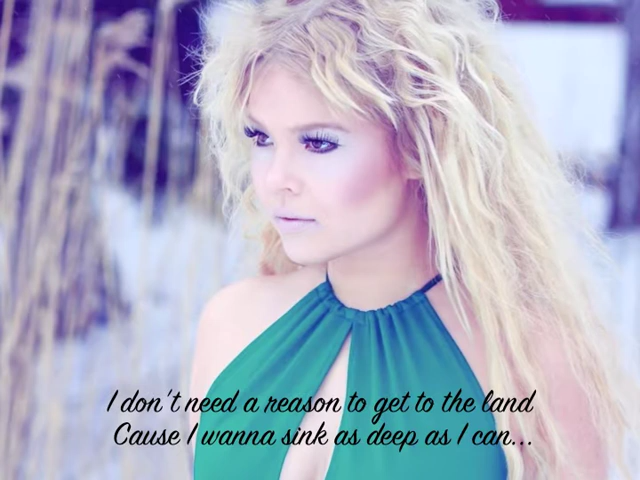 I don't need a reason to get to the land
Cause I wanna sink as deep as I can...